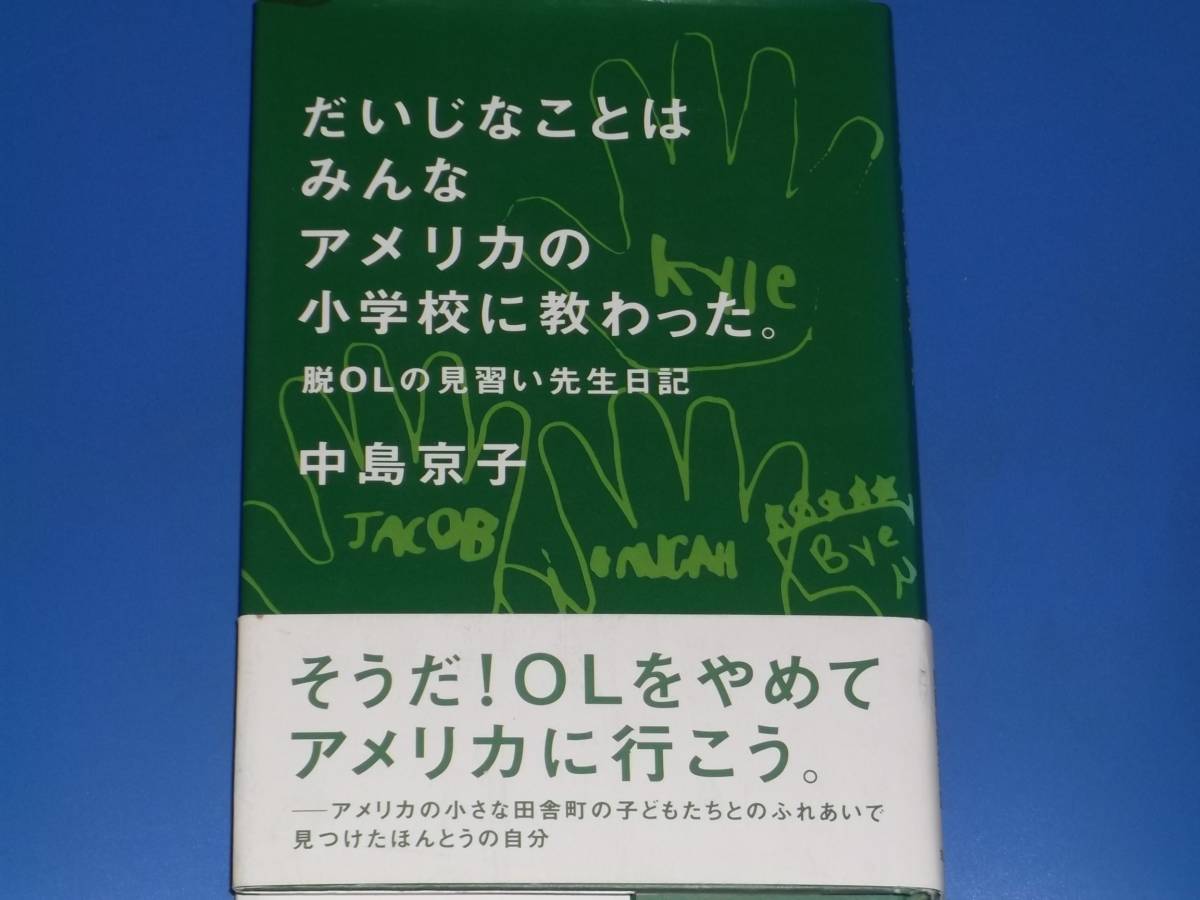 だいじなことは
みんな
アメリカの
小学校に教わった。
脱OLの見習い先生日記
中島京子
Kyle
JACOB
MICAH
Bye
そうだ！OLをやめて
アメリカに行こう。
──アメリカの小さな田舎町の子どもたちとのふれあいで
見つけたほんとうの自分